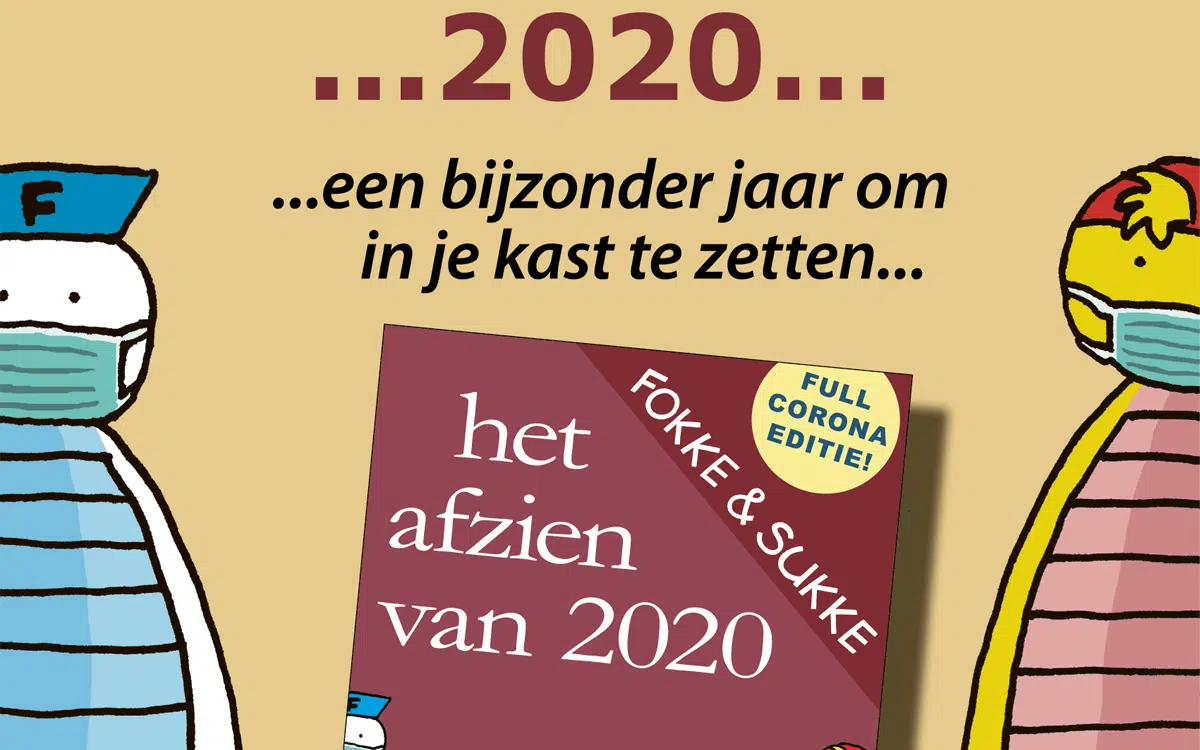 ...2020...
...een bijzonder jaar om
in je kast te zetten...
F
het
afzien
van 2020
FOKKE & SUKKE
FULL
CORONA
EDITIE!
F